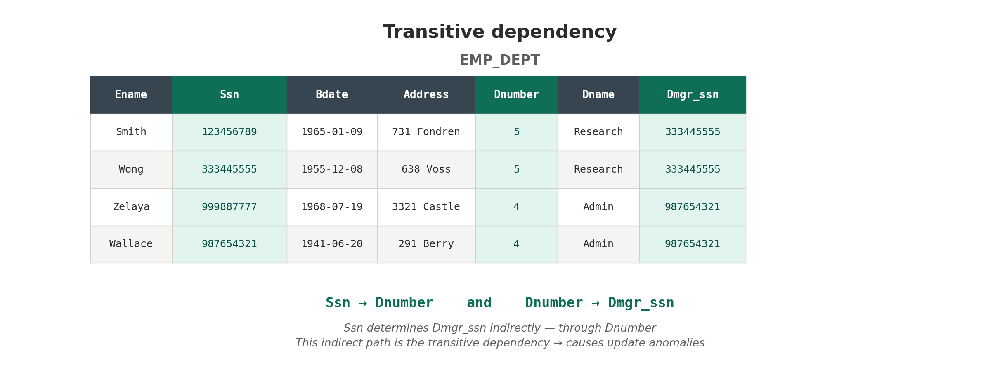 Transitive dependency
EMP_DEPT
Ename Ssn Bdate Address Dnumber Dname Dmgr_ssn
Smith 123456789 1965-01-09 731 Fondren 5 Research 333445555
Wong 333445555 1955-12-08 638 Voss 5 Research 333445555
Zelaya 999887777 1968-07-19 3321 Castle 4 Admin 987654321
Wallace 987654321 1941-06-20 291 Berry 4 Admin 987654321
Ssn → Dnumber and Dnumber → Dmgr_ssn
Ssn determines Dmgr_ssn indirectly — through Dnumber
This indirect path is the transitive dependency → causes update anomalies